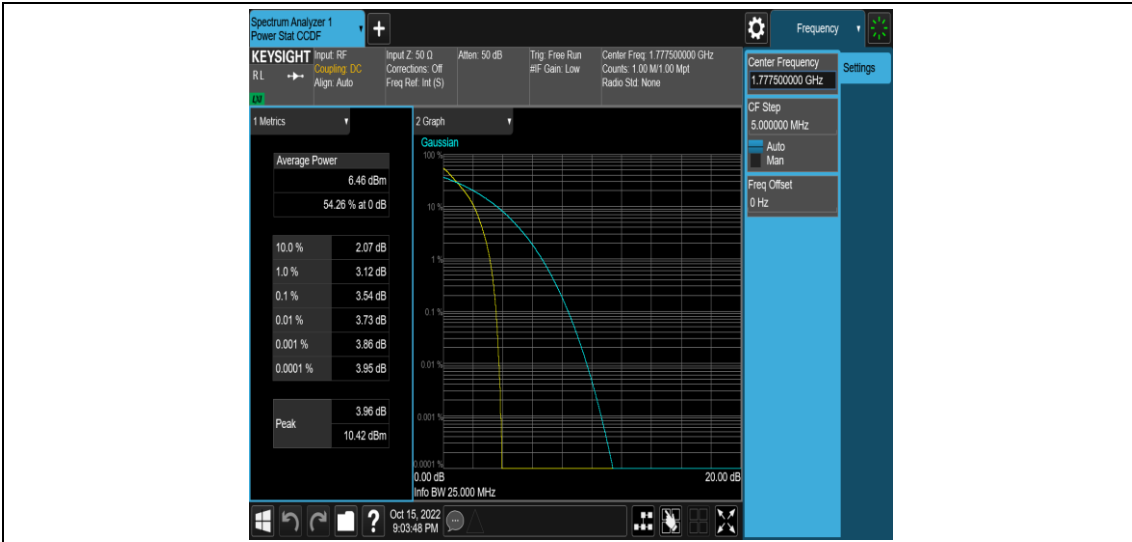 Spectrum Analyzer 1
Power Stat CCDF
+
Frequency
KEYSIGHT
Input: RF
Coupling: DC
Align: Auto
RL
LNI
Input Z: 50 Ω
Corrections: Off
Freq Ref: Int (S)
Atten: 50 dB
Trig: Free Run
#IF Gain: Low
Center Freq: 1.777500000 GHz
Counts: 1.00 M/1.00 Mpt
Radio Std: None
Center Frequency
1.777500000 GHz
Settings
CF Step
5.000000 MHz
Auto
Man
Freq Offset
0 Hz
1 Metrics
Average Power
6.46 dBm
54.26 % at 0 dB
10.0 % 2.07 dB
1.0 % 3.12 dB
0.1 % 3.54 dB
0.01 % 3.73 dB
0.001 % 3.86 dB
0.0001 % 3.95 dB
Peak
3.96 dB
10.42 dBm
2 Graph
Gaussian
100 %
10 %
1 %
0.1 %
0.01 %
0.001 %
0.0001 %
0.00 dB 20.00 dB
Info BW 25.000 MHz
?
Oct 15, 2022
9:03:48 PM